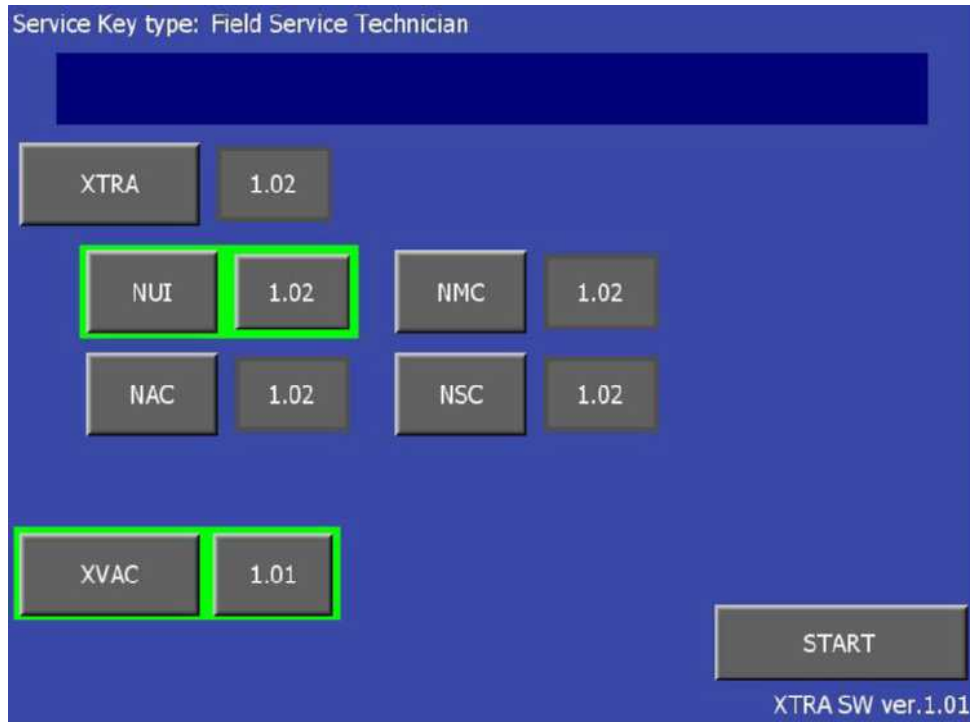 Service Key type: Field Service Technician
XTRA 1.02
NUI 1.02 NMC 1.02
NAC 1.02 NSC 1.02
XVAC 1.01
START
XTRA SW ver.1.01